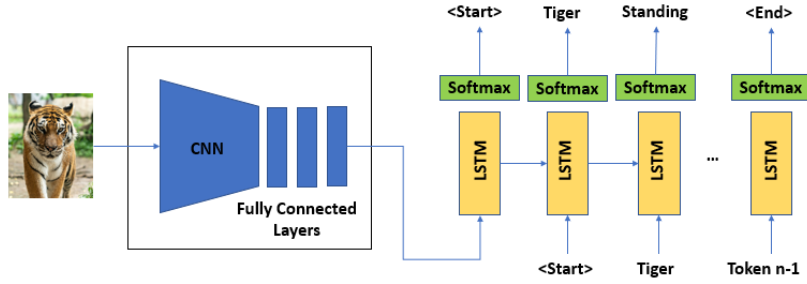 <Start> Tiger Standing <End>
Softmax Softmax Softmax Softmax
CNN
LSTM LSTM LSTM ... LSTM
Fully Connected
Layers
<Start> Tiger Token n-1